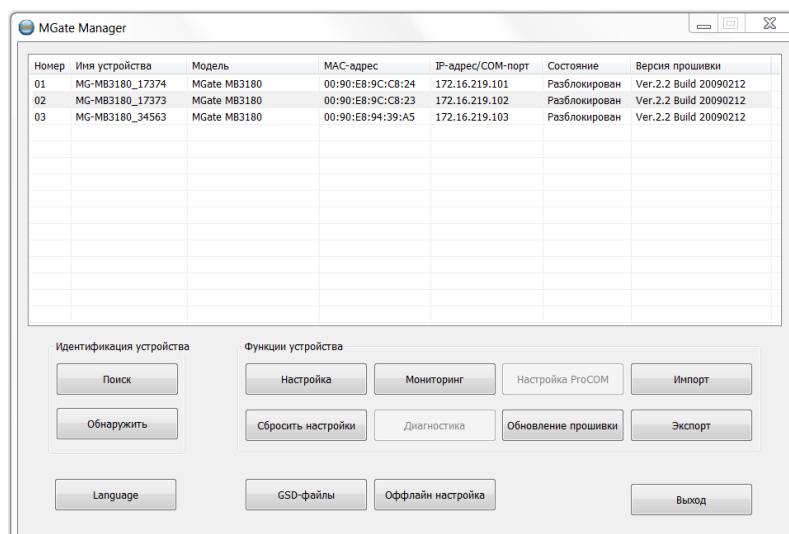 MGate Manager
Номер Имя устройства Модель MAC-адрес IP-адрес/COM-порт Состояние Версия прошивки
01 MG-MB3180_17374 MGate MB3180 00:90:E8:9C:C8:24 172.16.219.101 Разблокирован Ver.2.2 Build 20090212
02 MG-MB3180_17373 MGate MB3180 00:90:E8:9C:C8:23 172.16.219.102 Разблокирован Ver.2.2 Build 20090212
03 MG-MB3180_34563 MGate MB3180 00:90:E8:94:39:A5 172.16.219.103 Разблокирован Ver.2.2 Build 20090212
Идентификация устройства Функции устройства
Поиск Настройка Мониторинг Настройка ProCOM Импорт
Обнаружить Сбросить настройки Диагностика Обновление прошивки Экспорт
Language GSD-файлы Оффлайн настройка Выход